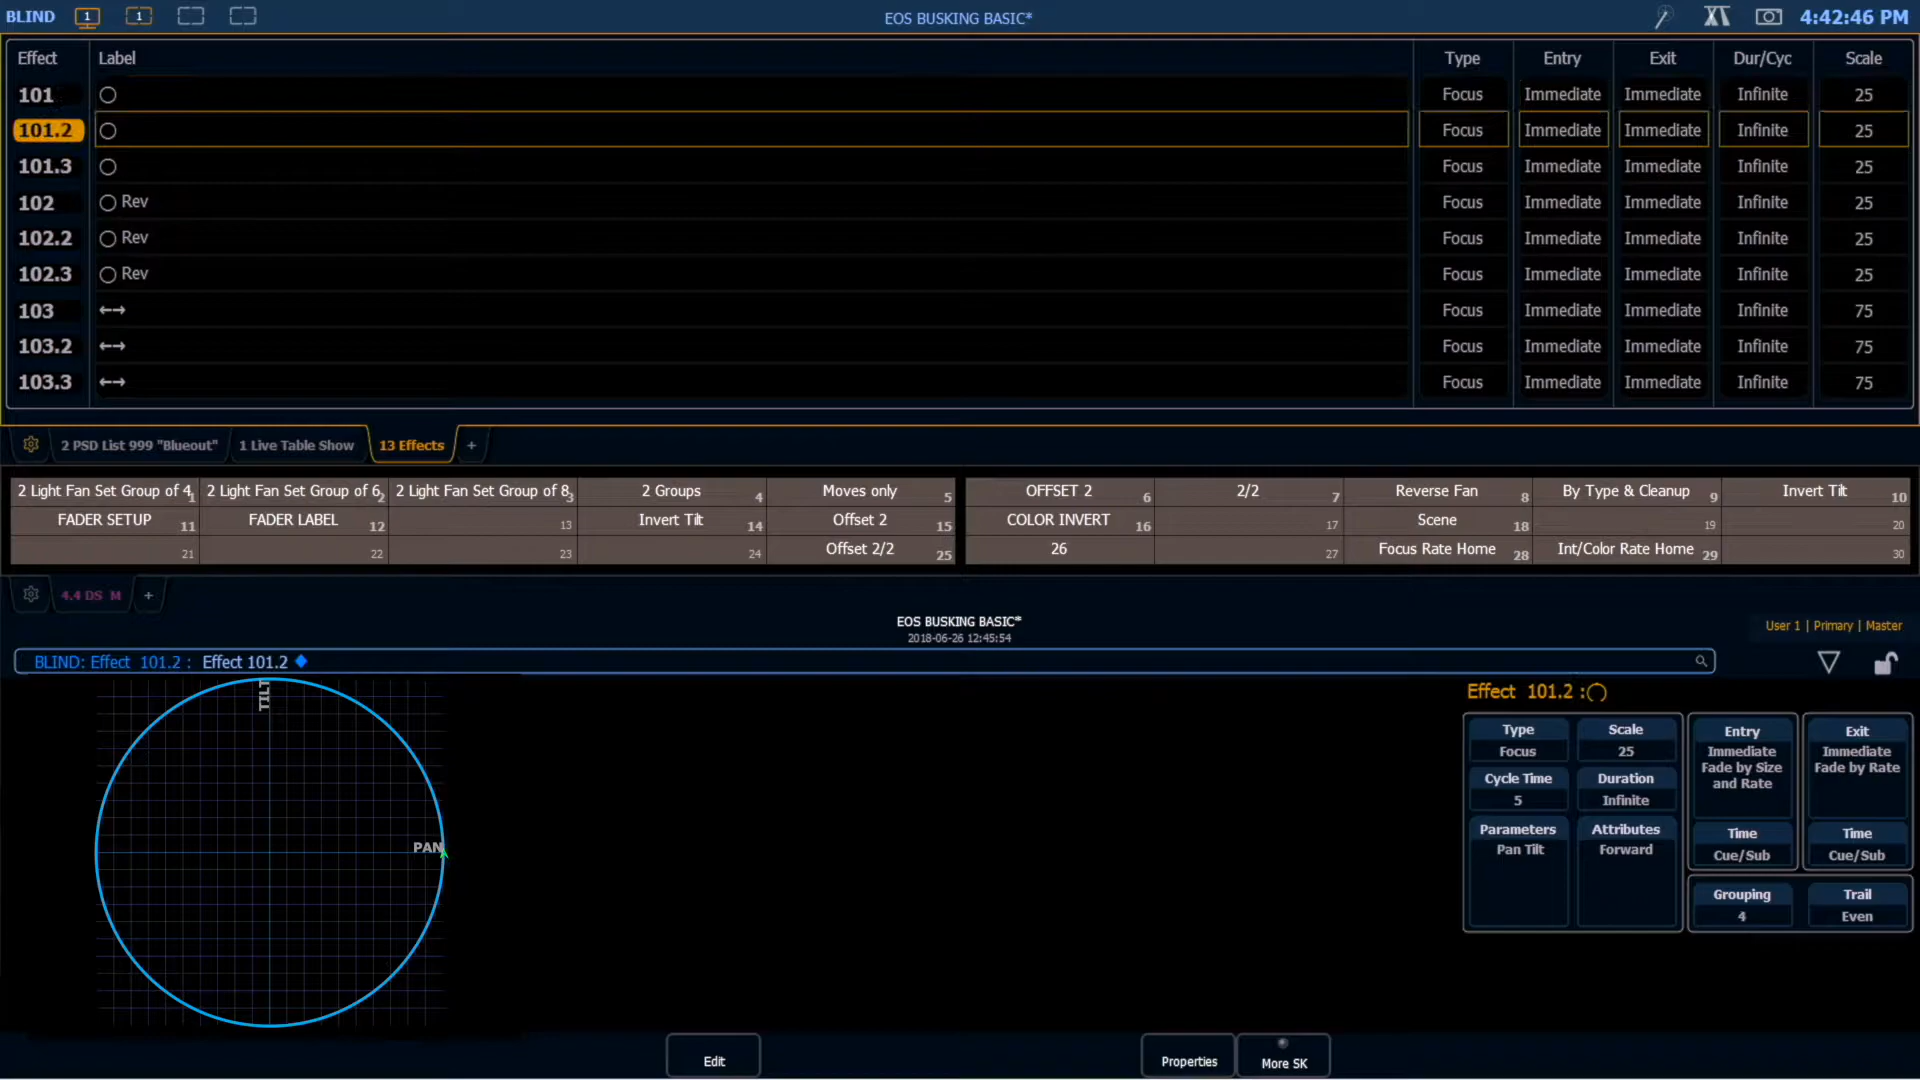 BLIND 1 1 EOS BUSKING BASIC* 4:42:46 PM
Effect Label Type Entry Exit Dur/Cyc Scale
101 Focus Immediate Immediate Infinite 25
101.2 Focus Immediate Immediate Infinite 25
101.3 Focus Immediate Immediate Infinite 25
102 Rev Focus Immediate Immediate Infinite 25
102.2 Rev Focus Immediate Immediate Infinite 25
102.3 Rev Focus Immediate Immediate Infinite 25
103 ←→ Focus Immediate Immediate Infinite 75
103.2 ←→ Focus Immediate Immediate Infinite 75
103.3 ←→ Focus Immediate Immediate Infinite 75
2 PSD List 999 "Blueout" 1 Live Table Show 13 Effects +
2 Light Fan Set Group of 4 1 2 Light Fan Set Group of 6 2 2 Light Fan Set Group of 8 3 2 Groups 4 Moves only 5 OFFSET 2 6 2/2 7 Reverse Fan 8 By Type & Cleanup 9 Invert Tilt 10
FADER SETUP 11 FADER LABEL 12 13 Invert Tilt 14 Offset 2 15 COLOR INVERT 16 17 Scene 18 19 20
21 22 23 24 Offset 2/2 25 26 27 Focus Rate Home 28 Int/Color Rate Home 29 30
4.4 DS M +
EOS BUSKING BASIC*
2018-06-26 12:45:54
User 1 | Primary | Master
BLIND: Effect 101.2 : Effect 101.2
TILT
PAN
Effect 101.2 :
Type Scale
Focus 25
Cycle Time Duration
5 Infinite
Parameters Attributes
Pan Tilt Forward
Entry
Immediate
Fade by Size
and Rate
Time
Cue/Sub
Exit
Immediate
Fade by Rate
Time
Cue/Sub
Grouping Trail
4 Even
Edit Properties More SK